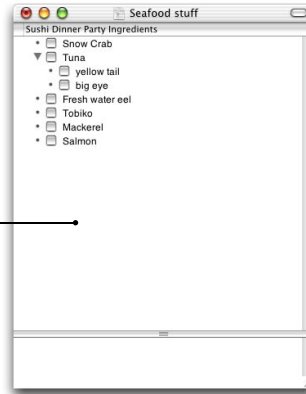 Seafood stuff
Sushi Dinner Party Ingredients
Snow Crab
Tuna
yellow tail
big eye
Fresh water eel
Tobiko
Mackerel
Salmon